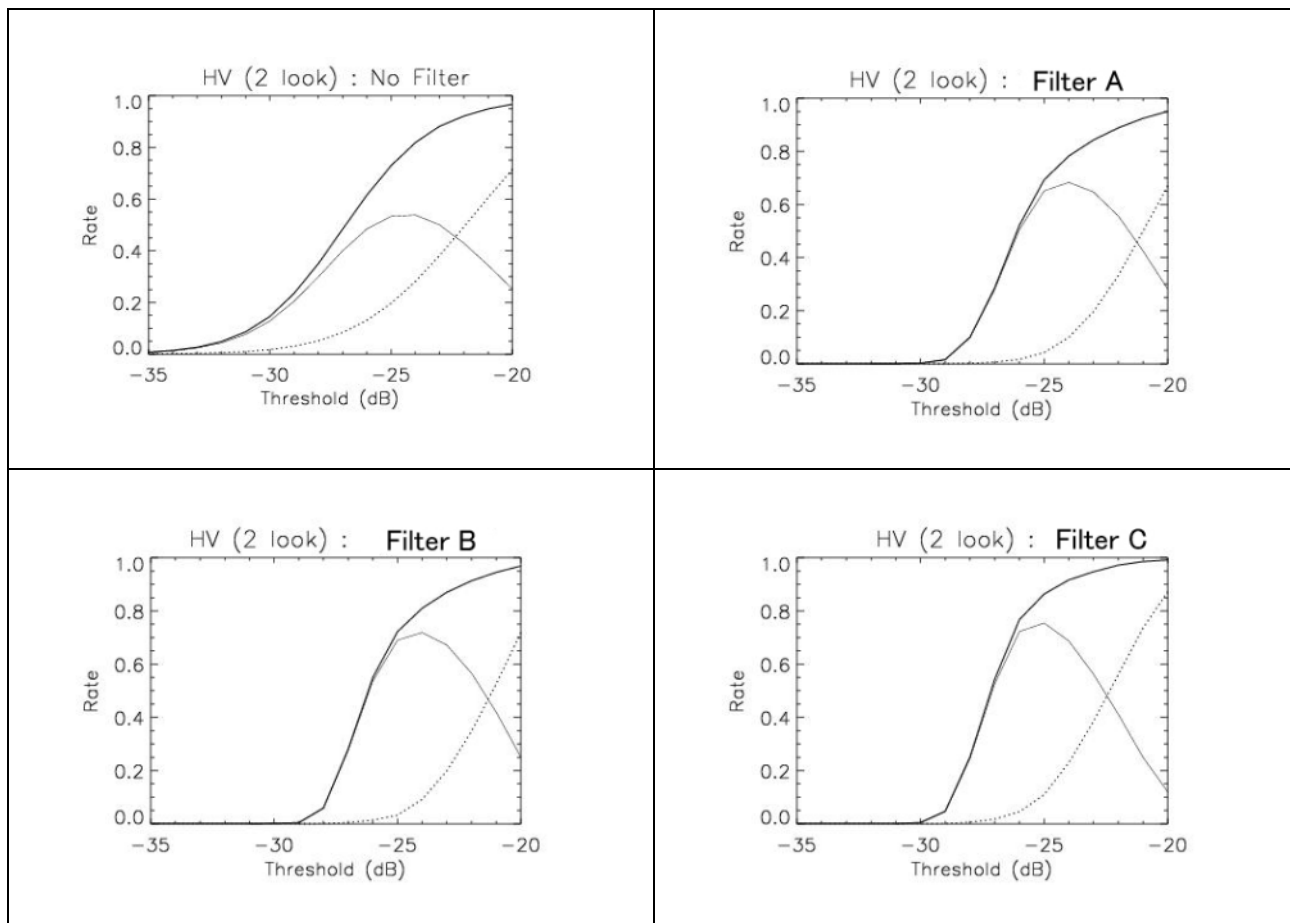 HV (2 look) : No Filter
1.0
0.8
0.6
0.4
0.2
0.0
Rate
-35 -30 -25 -20
Threshold (dB)
HV (2 look) : Filter A
1.0
0.8
0.6
0.4
0.2
0.0
Rate
-35 -30 -25 -20
Threshold (dB)
HV (2 look) : Filter B
1.0
0.8
0.6
0.4
0.2
0.0
Rate
-35 -30 -25 -20
Threshold (dB)
HV (2 look) : Filter C
1.0
0.8
0.6
0.4
0.2
0.0
Rate
-35 -30 -25 -20
Threshold (dB)